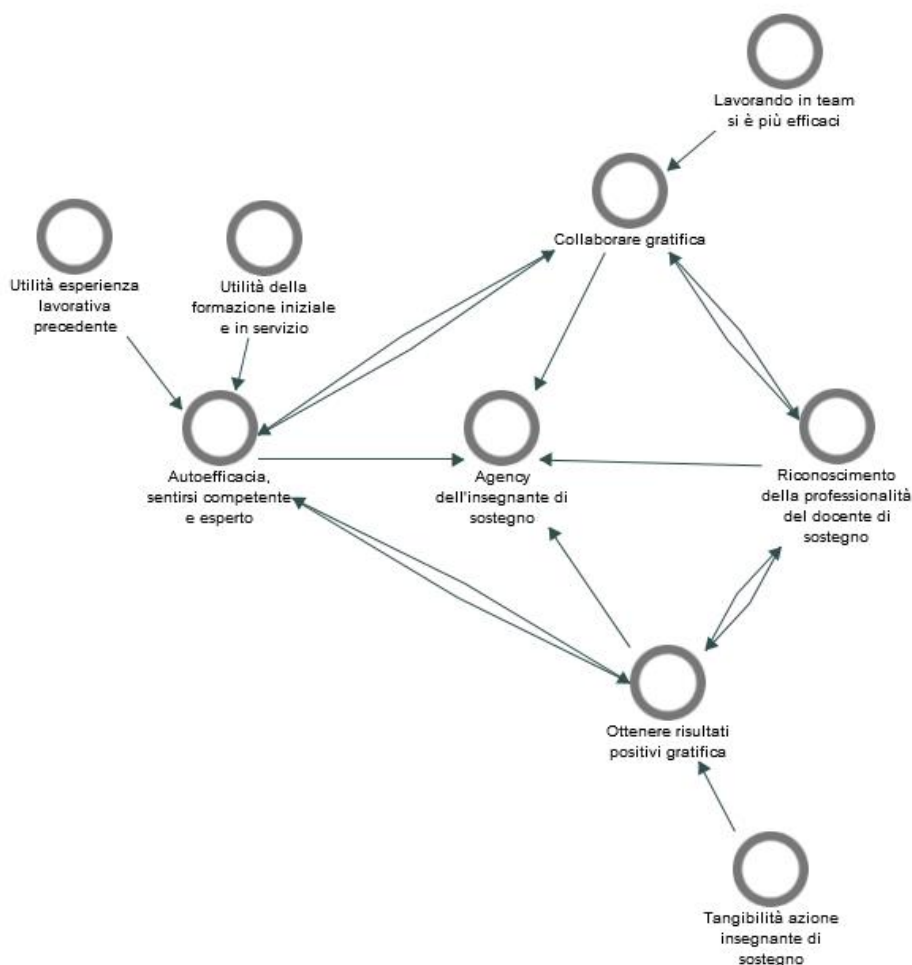 Lavorando in team
si è più efficaci
Collaborare gratifica
Utilità esperienza
lavorativa
precedente
Utilità della
formazione iniziale
e in servizio
Autoefficacia,
sentirsi competente
e esperto
Agency
dell'insegnante di
sostegno
Riconoscimento
della professionalità
del docente di
sostegno
Ottenere risultati
positivi gratifica
Tangibilità azione
insegnante di
sostegno